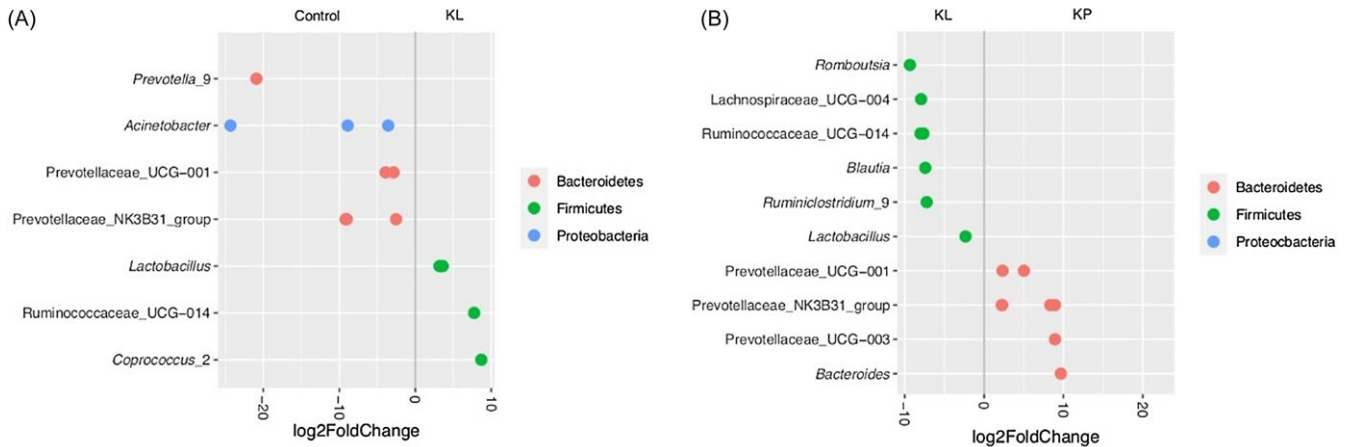 (A)
Control KL
Prevotella_9
Acinetobacter
Prevotellaceae_UCG-001
Prevotellaceae_NK3B31_group
Lactobacillus
Ruminococcaceae_UCG-014
Coprococcus_2
-20 -10 0 10
log2FoldChange
Bacteroidetes
Firmicutes
Proteobacteria
(B)
KL KP
Romboutsia
Lachnospiraceae_UCG-004
Ruminococcaceae_UCG-014
Blautia
Ruminiclostridium_9
Lactobacillus
Prevotellaceae_UCG-001
Prevotellaceae_NK3B31_group
Prevotellaceae_UCG-003
Bacteroides
-10 0 10 20
log2FoldChange
Bacteroidetes
Firmicutes
Proteocbacteria